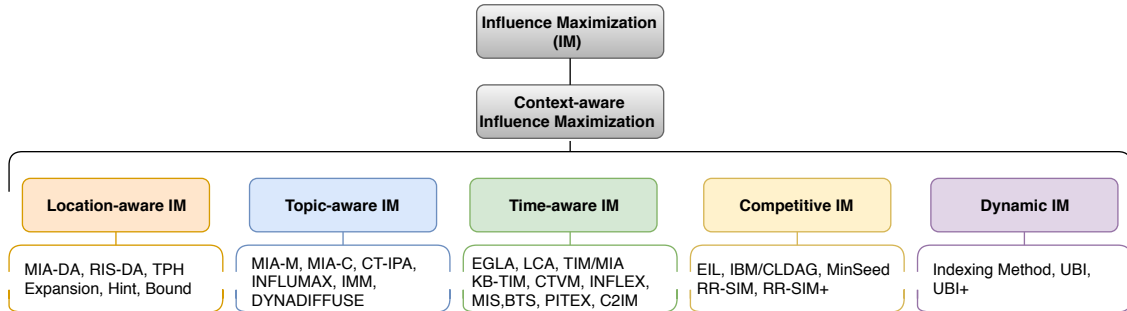 Influence Maximization
(IM)
Context-aware
Influence Maximization
Location-aware IM
Topic-aware IM
Time-aware IM
Competitive IM
Dynamic IM
MIA-DA, RIS-DA, TPH
Expansion, Hint, Bound
MIA-M, MIA-C, CT-IPA,
INFLUMAX, IMM,
DYNADIFFUSE
EGLA, LCA, TIM/MIA
KB-TIM, CTVM, INFLEX,
MIS,BTS, PITEX, C2IM
EIL, IBM/CLDAG, MinSeed
RR-SIM, RR-SIM+
Indexing Method, UBI,
UBI+